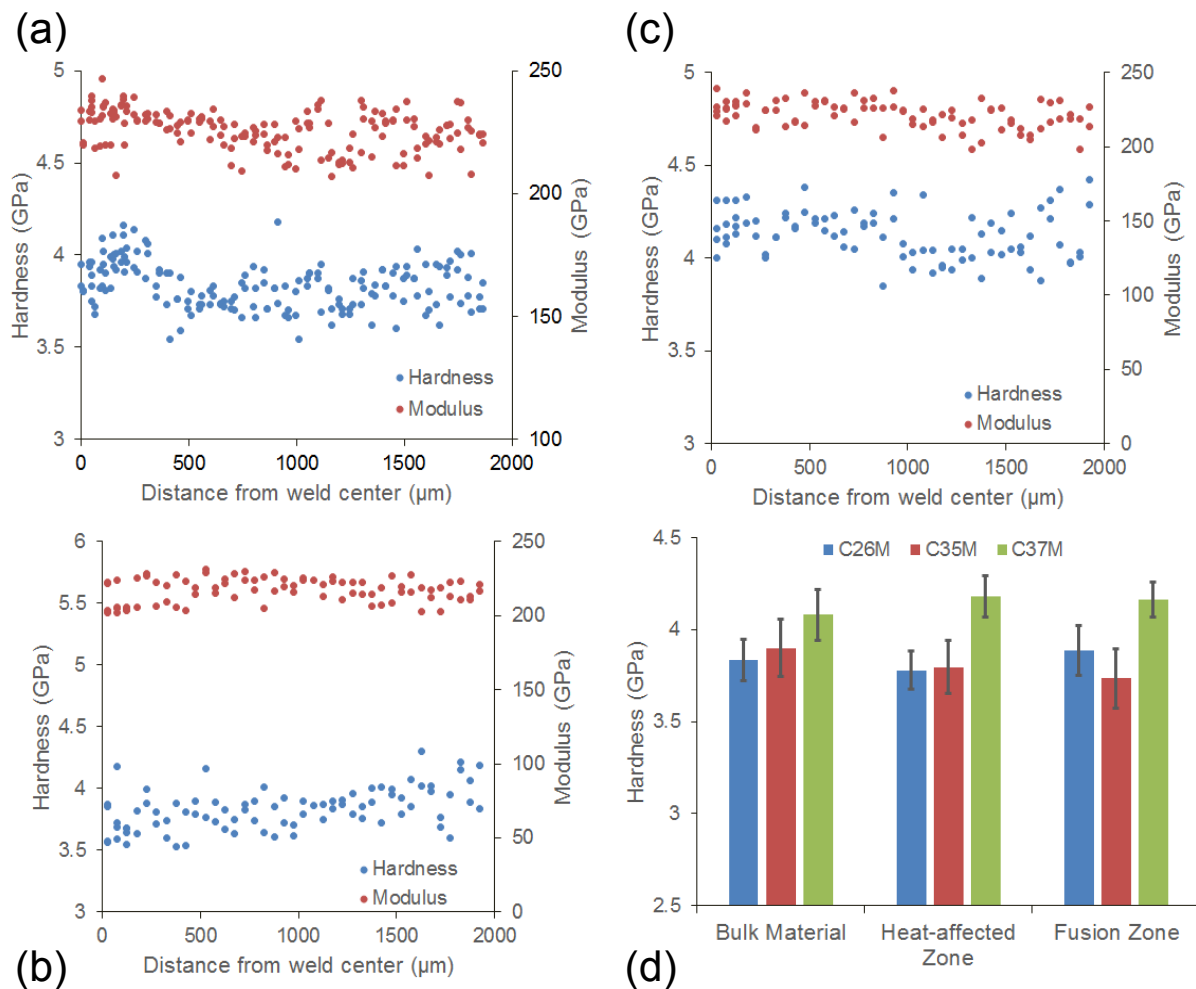 (a)
5
4.5
4
3.5
3
Hardness (GPa)
250
200
150
100
Modulus (GPa)
Hardness
Modulus
0 500 1000 1500 2000
Distance from weld center (µm)
(c)
5
4.5
4
3.5
3
Hardness (GPa)
250
200
150
100
50
0
Modulus (GPa)
Hardness
Modulus
0 500 1000 1500 2000
Distance from weld center (µm)
6
5.5
5
4.5
4
3.5
3
Hardness (GPa)
250
200
150
100
50
0
Modulus (GPa)
Hardness
Modulus
0 500 1000 1500 2000
Distance from weld center (µm)
(b)
C26M C35M C37M
4.5
4
3.5
3
2.5
Hardness (GPa)
Bulk Material Heat-affected Fusion Zone
Zone
(d)